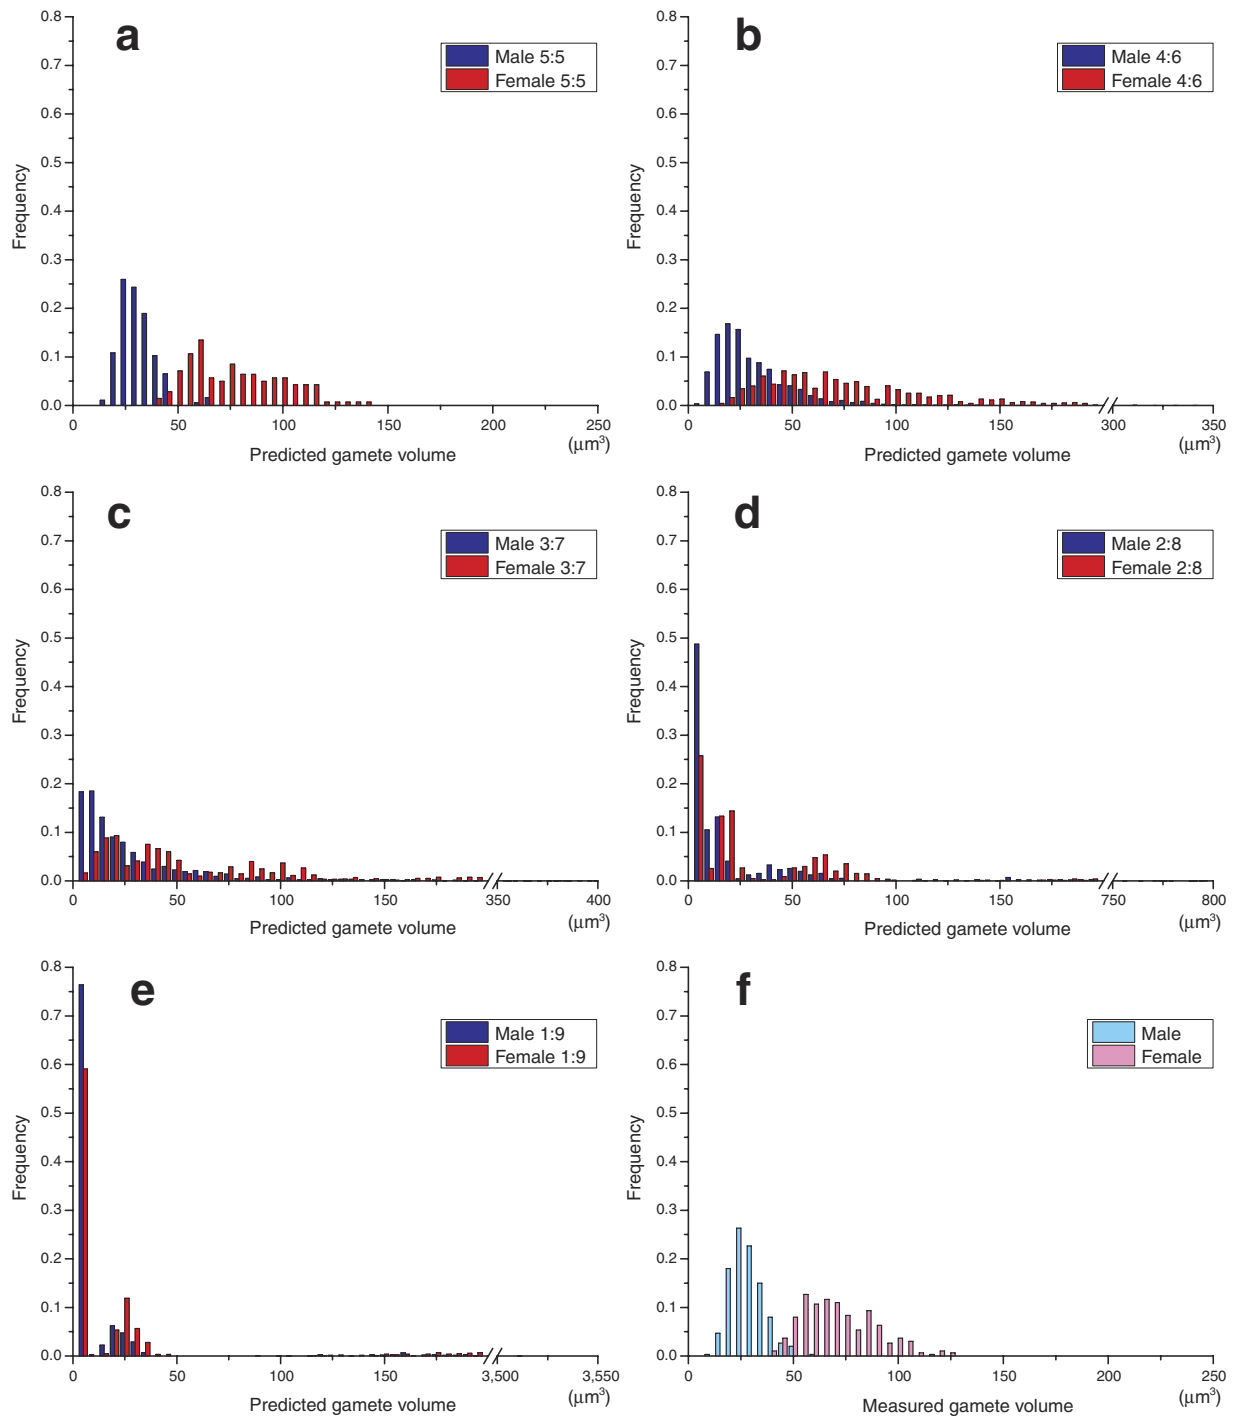 a
Male 5:5
Female 5:5
Frequency
0.8
0.7
0.6
0.5
0.4
0.3
0.2
0.1
0.0
0 50 100 150 200 250
(μm³)
Predicted gamete volume
b
Male 4:6
Female 4:6
Frequency
0.8
0.7
0.6
0.5
0.4
0.3
0.2
0.1
0.0
0 50 100 150 300 350
(μm³)
Predicted gamete volume
c
Male 3:7
Female 3:7
Frequency
0.8
0.7
0.6
0.5
0.4
0.3
0.2
0.1
0.0
0 50 100 150 350 400
(μm³)
Predicted gamete volume
d
Male 2:8
Female 2:8
Frequency
0.8
0.7
0.6
0.5
0.4
0.3
0.2
0.1
0.0
0 50 100 150 750 800
(μm³)
Predicted gamete volume
e
Male 1:9
Female 1:9
Frequency
0.8
0.7
0.6
0.5
0.4
0.3
0.2
0.1
0.0
0 50 100 150 3,500 3,550
(μm³)
Predicted gamete volume
f
Male
Female
Frequency
0.8
0.7
0.6
0.5
0.4
0.3
0.2
0.1
0.0
0 50 100 150 200 250
(μm³)
Measured gamete volume